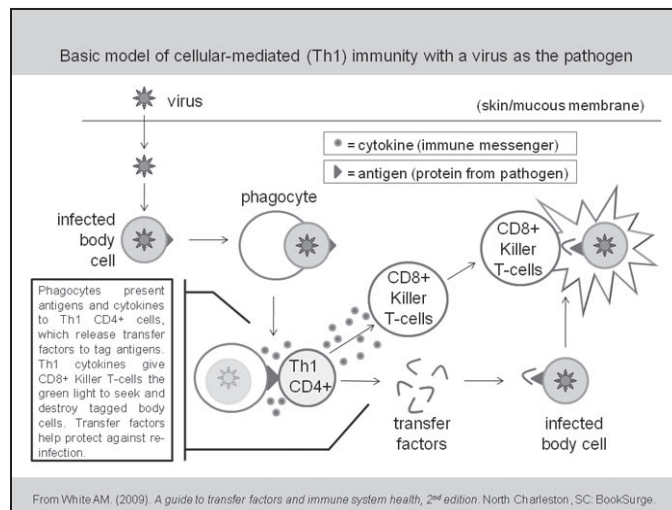 Basic model of cellular-mediated (Th1) immunity with a virus as the pathogen
virus
(skin/mucous membrane)
= cytokine (immune messenger)
= antigen (protein from pathogen)
phagocyte
infected
body
cell
CD8+
Killer
T-cells
CD8+
Killer
T-cells
Phagocytes present
antigens and cytokines
to Th1 CD4+ cells,
which release transfer
factors to tag antigens.
Th1 cytokines give
CD8+ Killer T-cells the
green light to seek and
destroy tagged body
cells. Transfer factors
help protect against re-
infection.
Th1
CD4+
transfer
factors
infected
body cell
From White AM. (2009). A guide to transfer factors and immune system health, 2nd edition. North Charleston, SC: BookSurge.